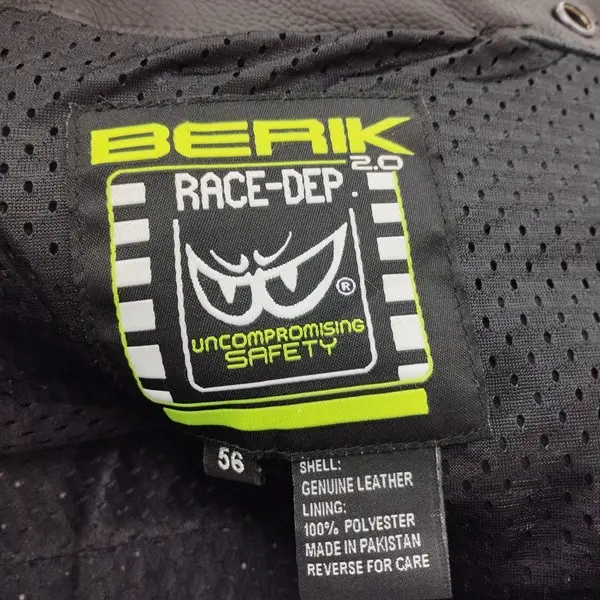 BERIK
2.0
RACE-DEP.
®
UNCOMPROMISING
SAFETY
56
SHELL:
GENUINE LEATHER
LINING:
100% POLYESTER
MADE IN PAKISTAN
REVERSE FOR CARE